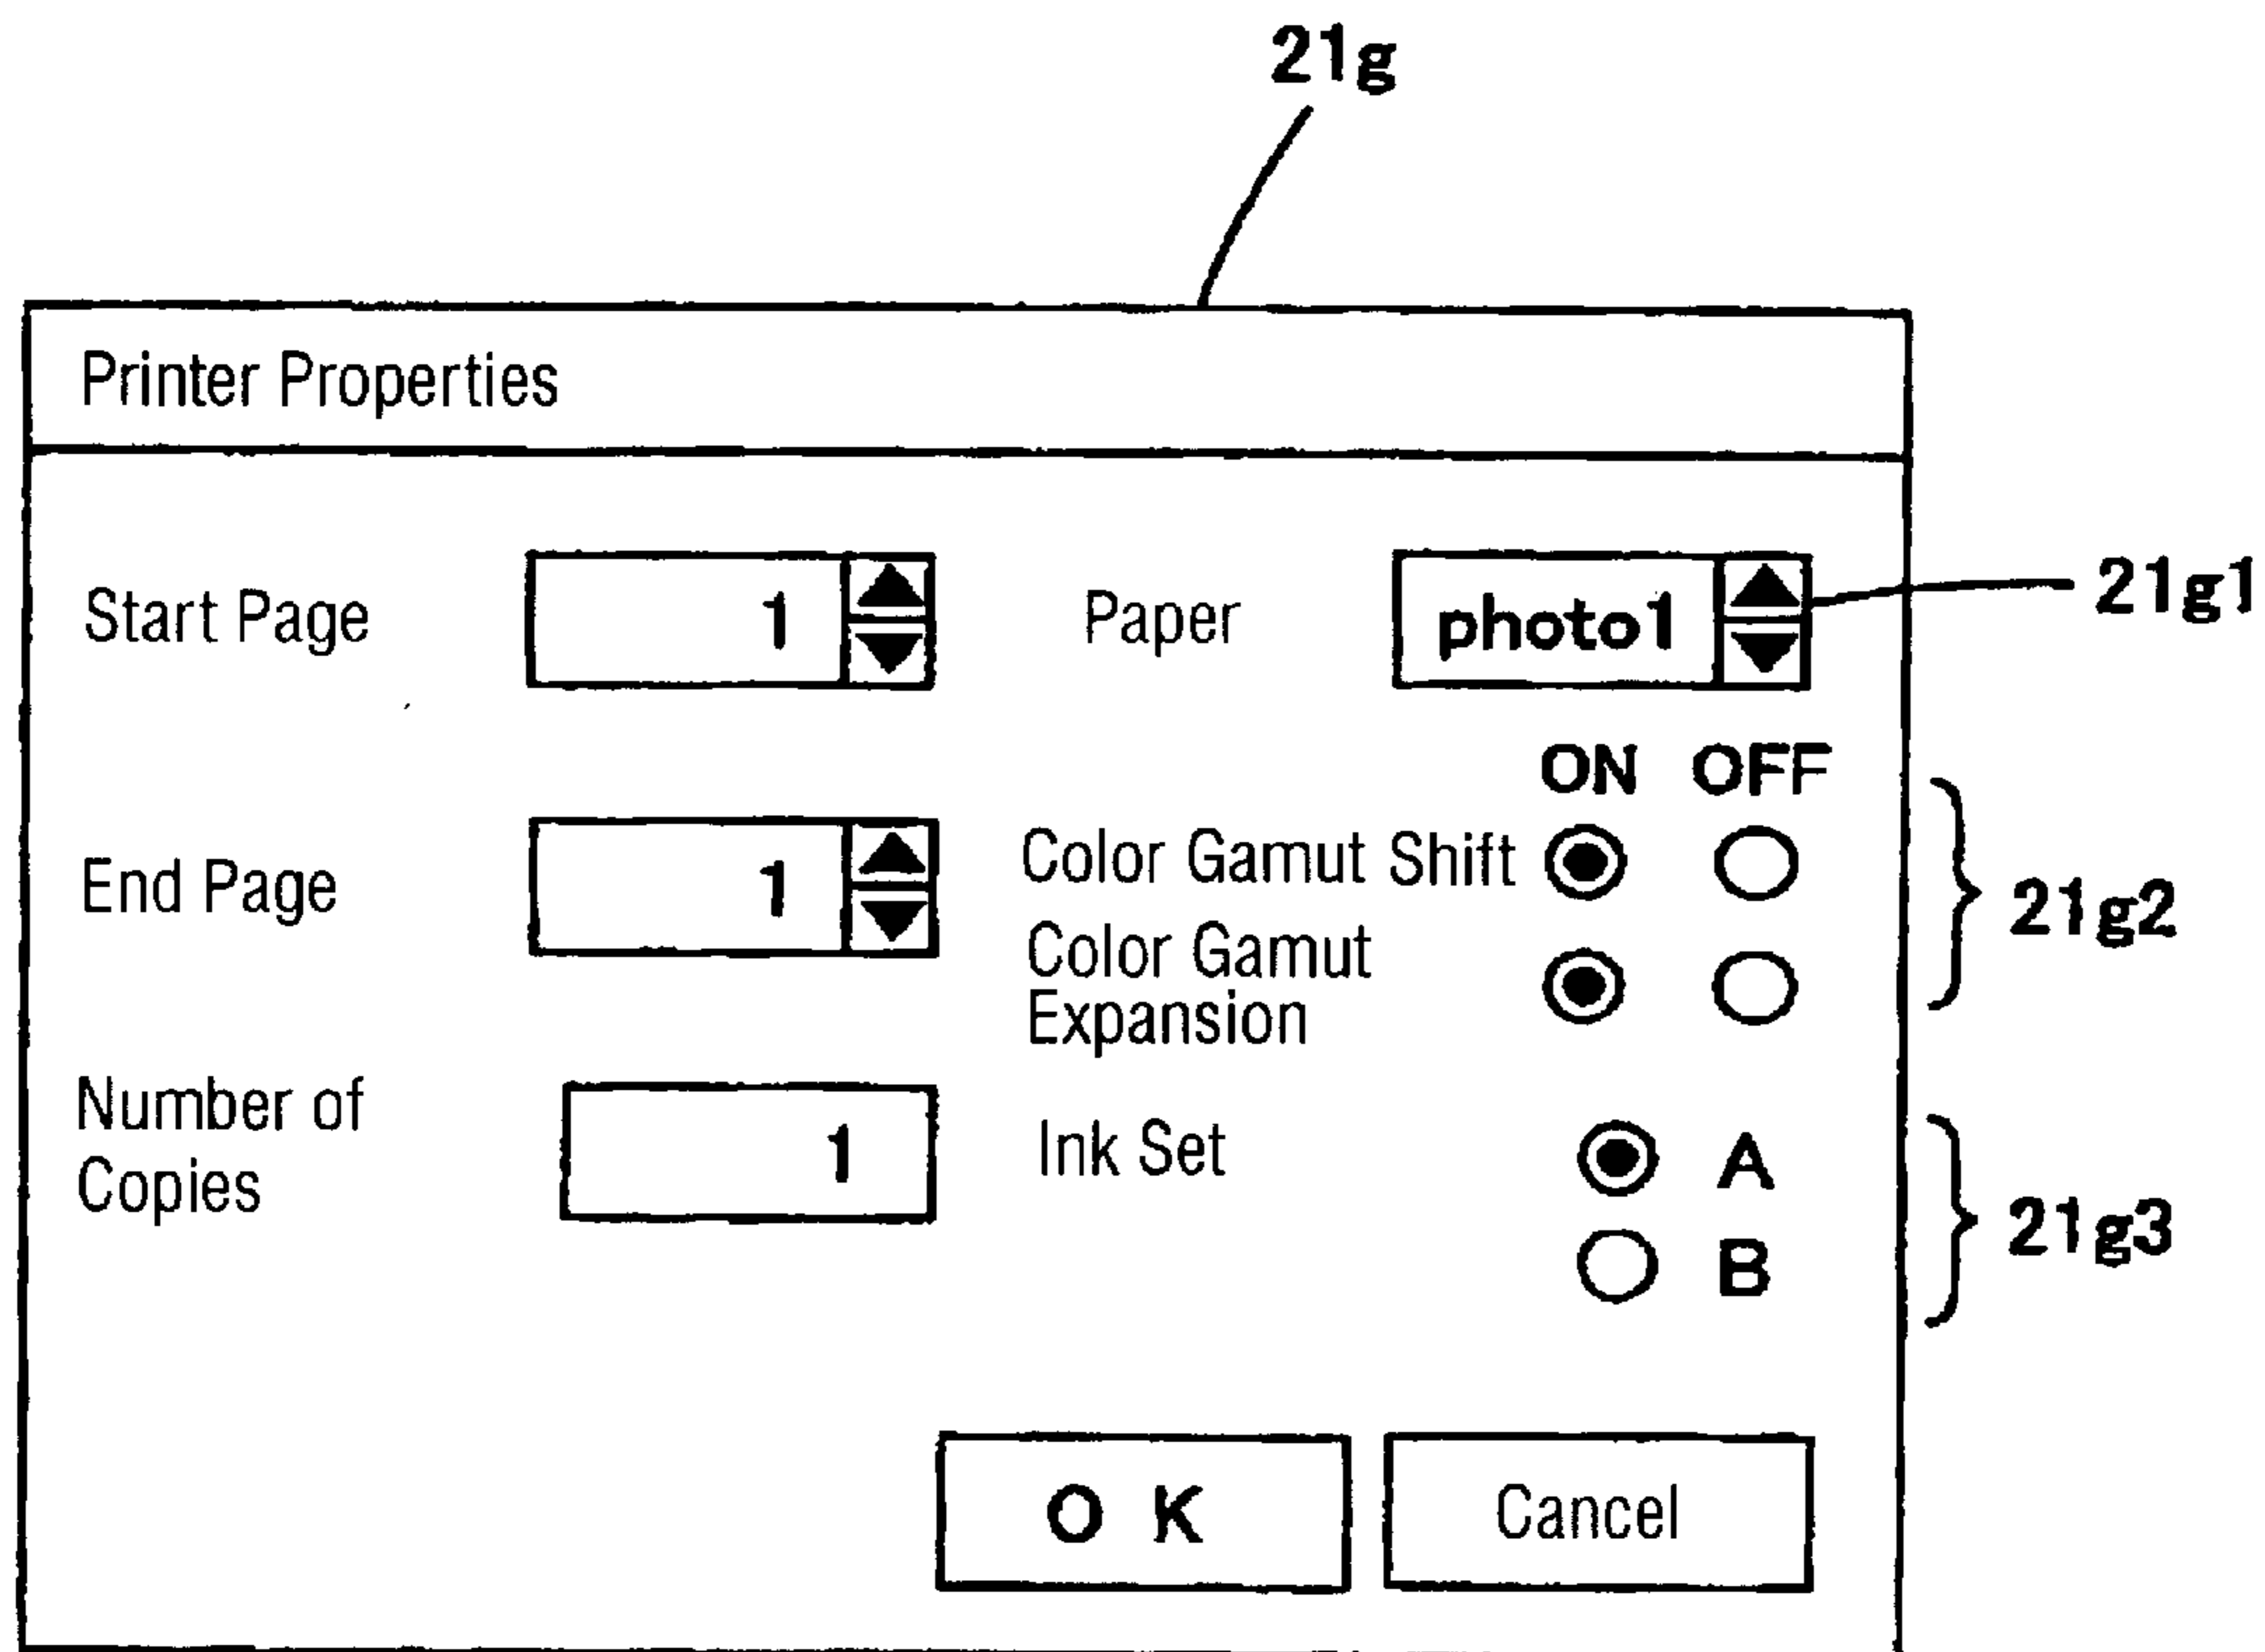 21g
Printer Properties
Start Page 1 Paper photo1 21g1
ON OFF
End Page 1 Color Gamut Shift
Color Gamut
Expansion
21g2
Number of
Copies
1
Ink Set A
B
21g3
OK Cancel